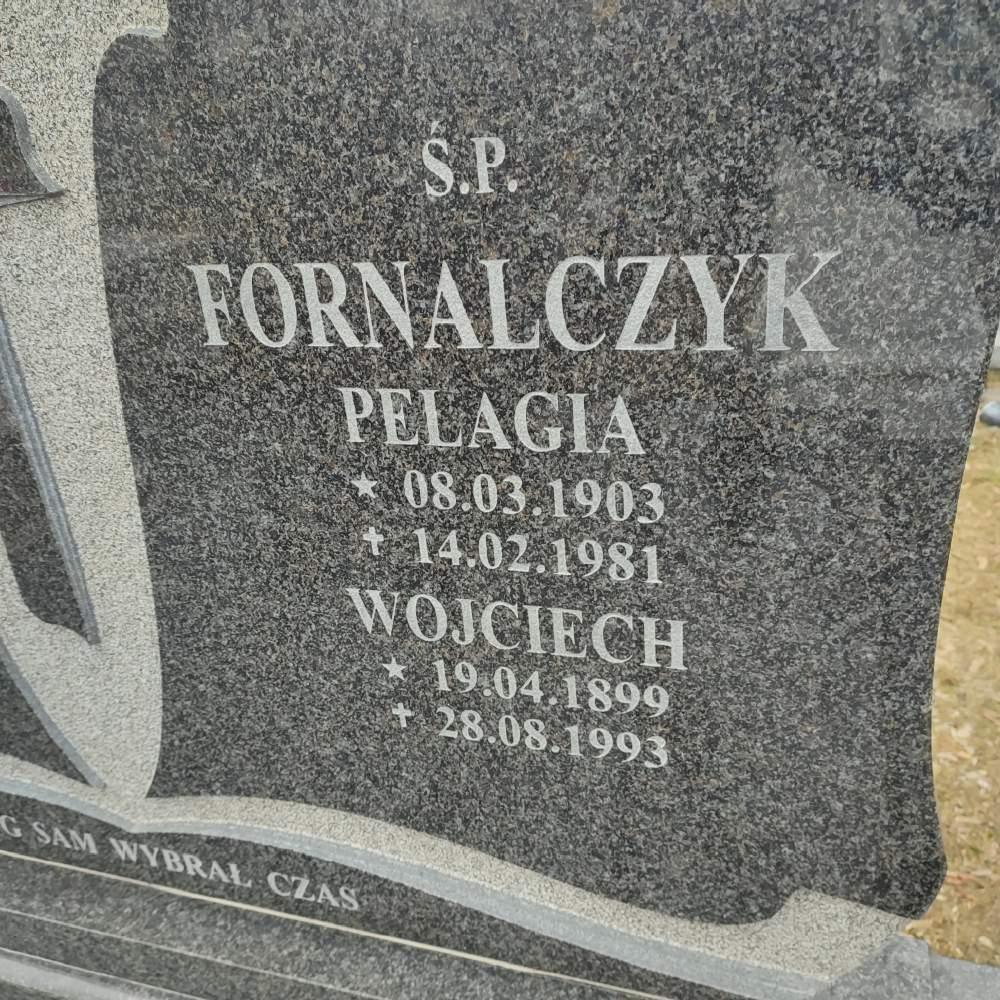 Ś.P.
FORNALCZYK
PELAGIA
★ 08.03.1903
✝ 14.02.1981
WOJCIECH
★ 19.04.1899
✝ 28.08.1993
G SAM WYBRAŁ CZAS